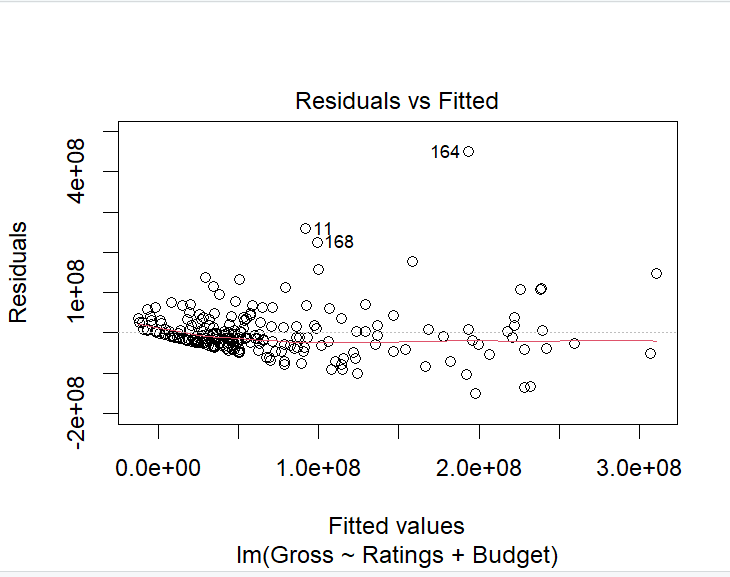 Residuals vs Fitted
164
11
168
Residuals
-2e+08
1e+08
4e+08
0.0e+00 1.0e+08 2.0e+08 3.0e+08
Fitted values
lm(Gross ~ Ratings + Budget)